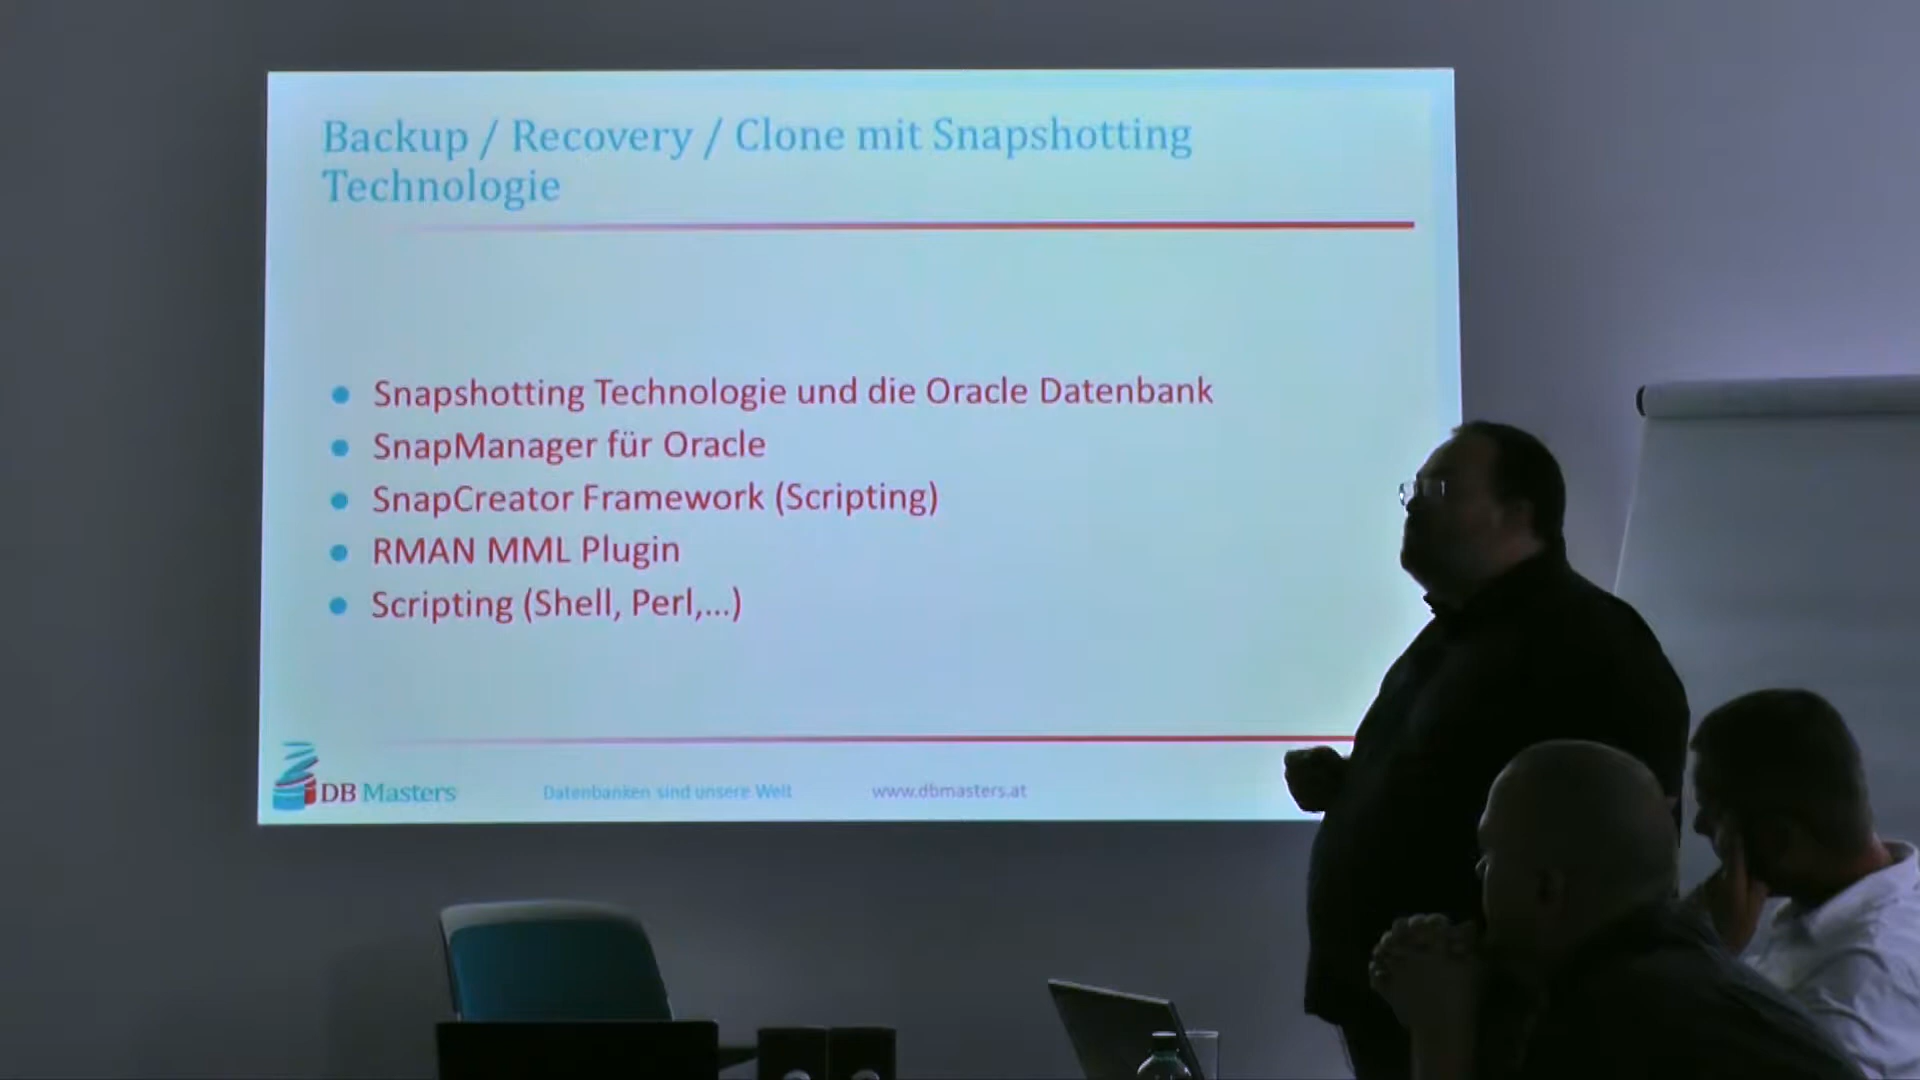 Backup / Recovery / Clone mit Snapshotting
Technologie
Snapshotting Technologie und die Oracle Datenbank
SnapManager für Oracle
SnapCreator Framework (Scripting)
RMAN MML Plugin
Scripting (Shell, Perl,...)
DB Masters
Datenbanken sind unsere Welt
www.dbmasters.at